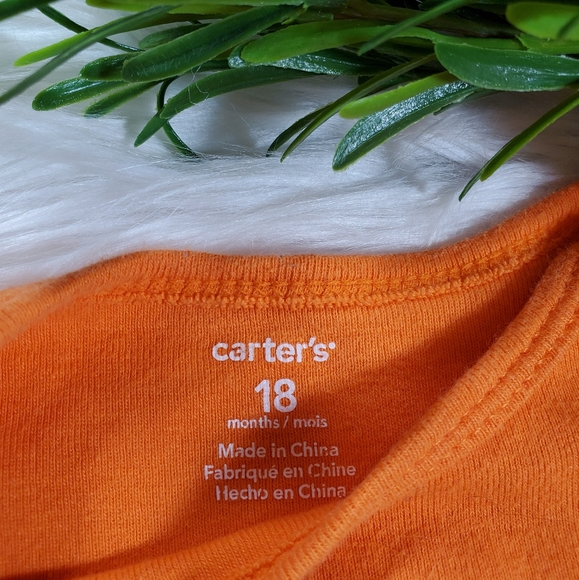 carter's
18
months / mois
Made in China
Fabriqué en Chine
Hecho en China